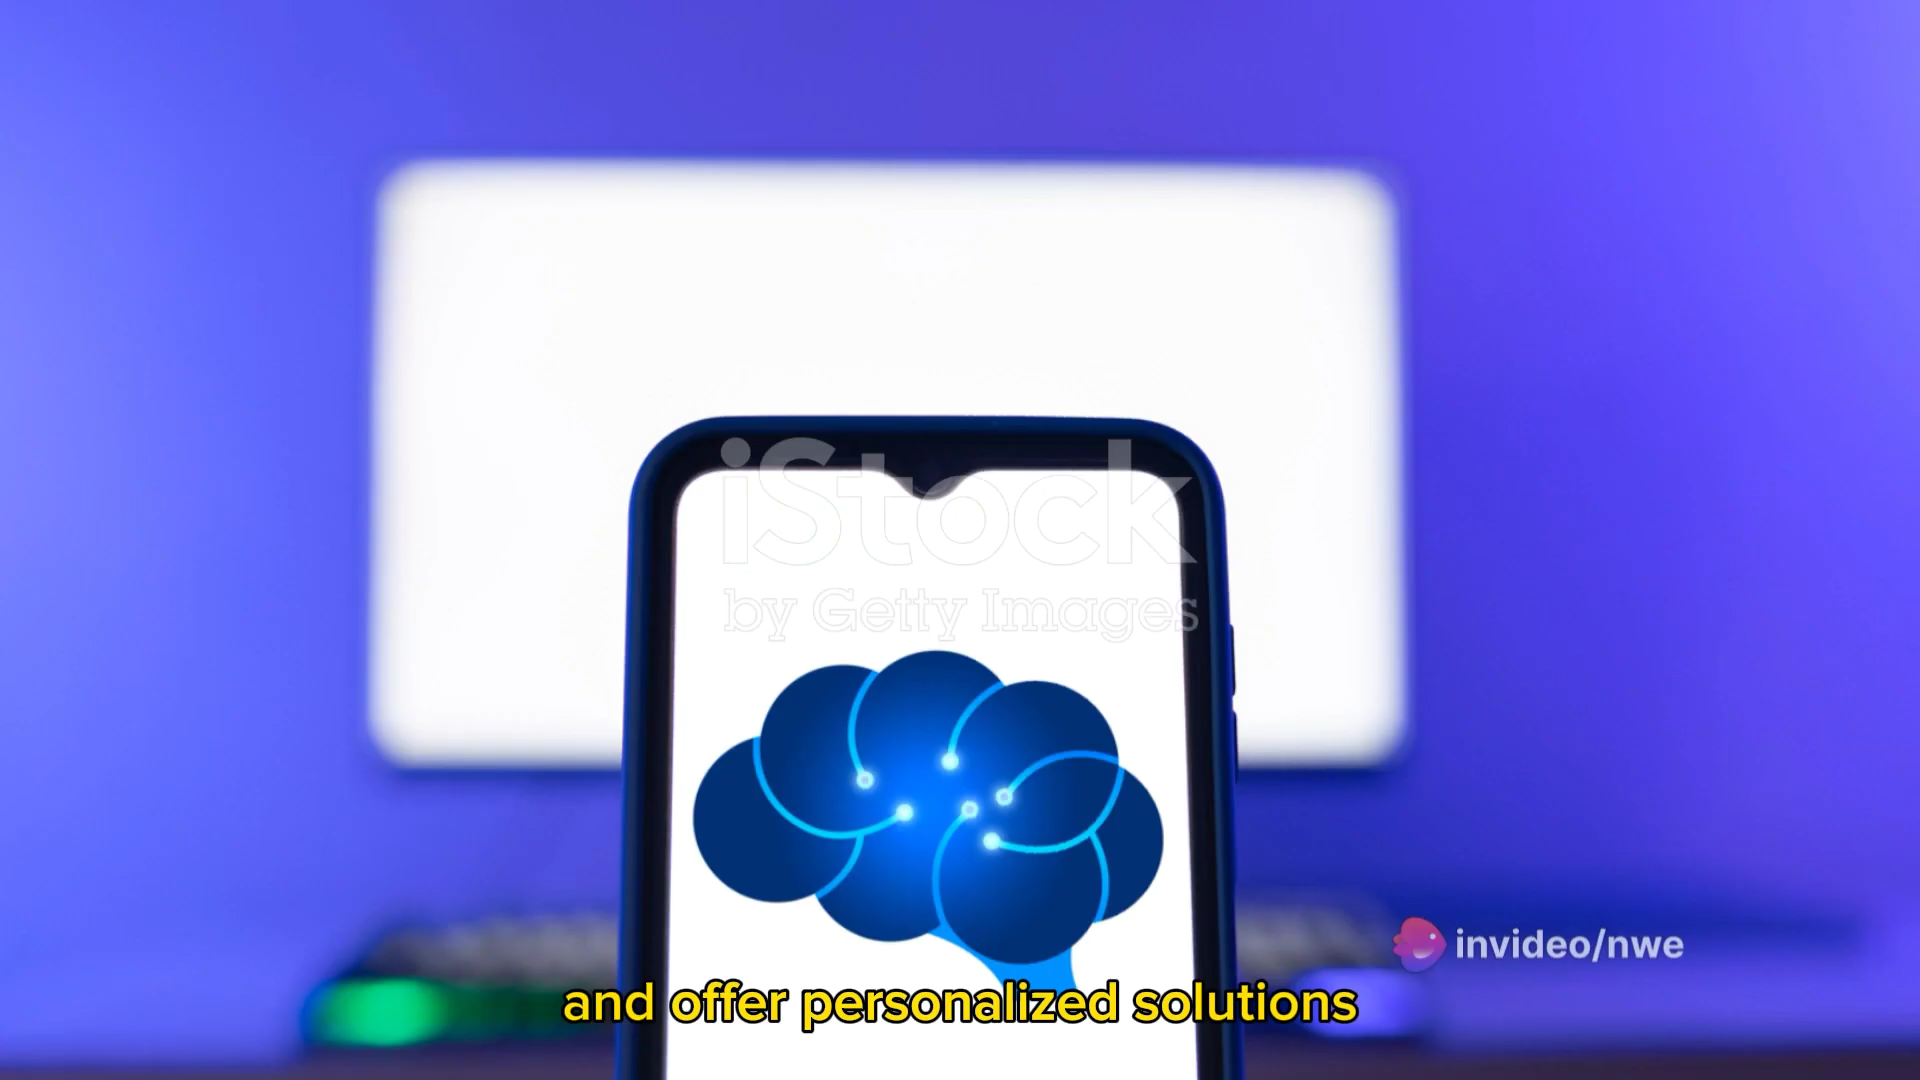 iStock
by Getty Images
invideo/nwe
and offer personalized solutions